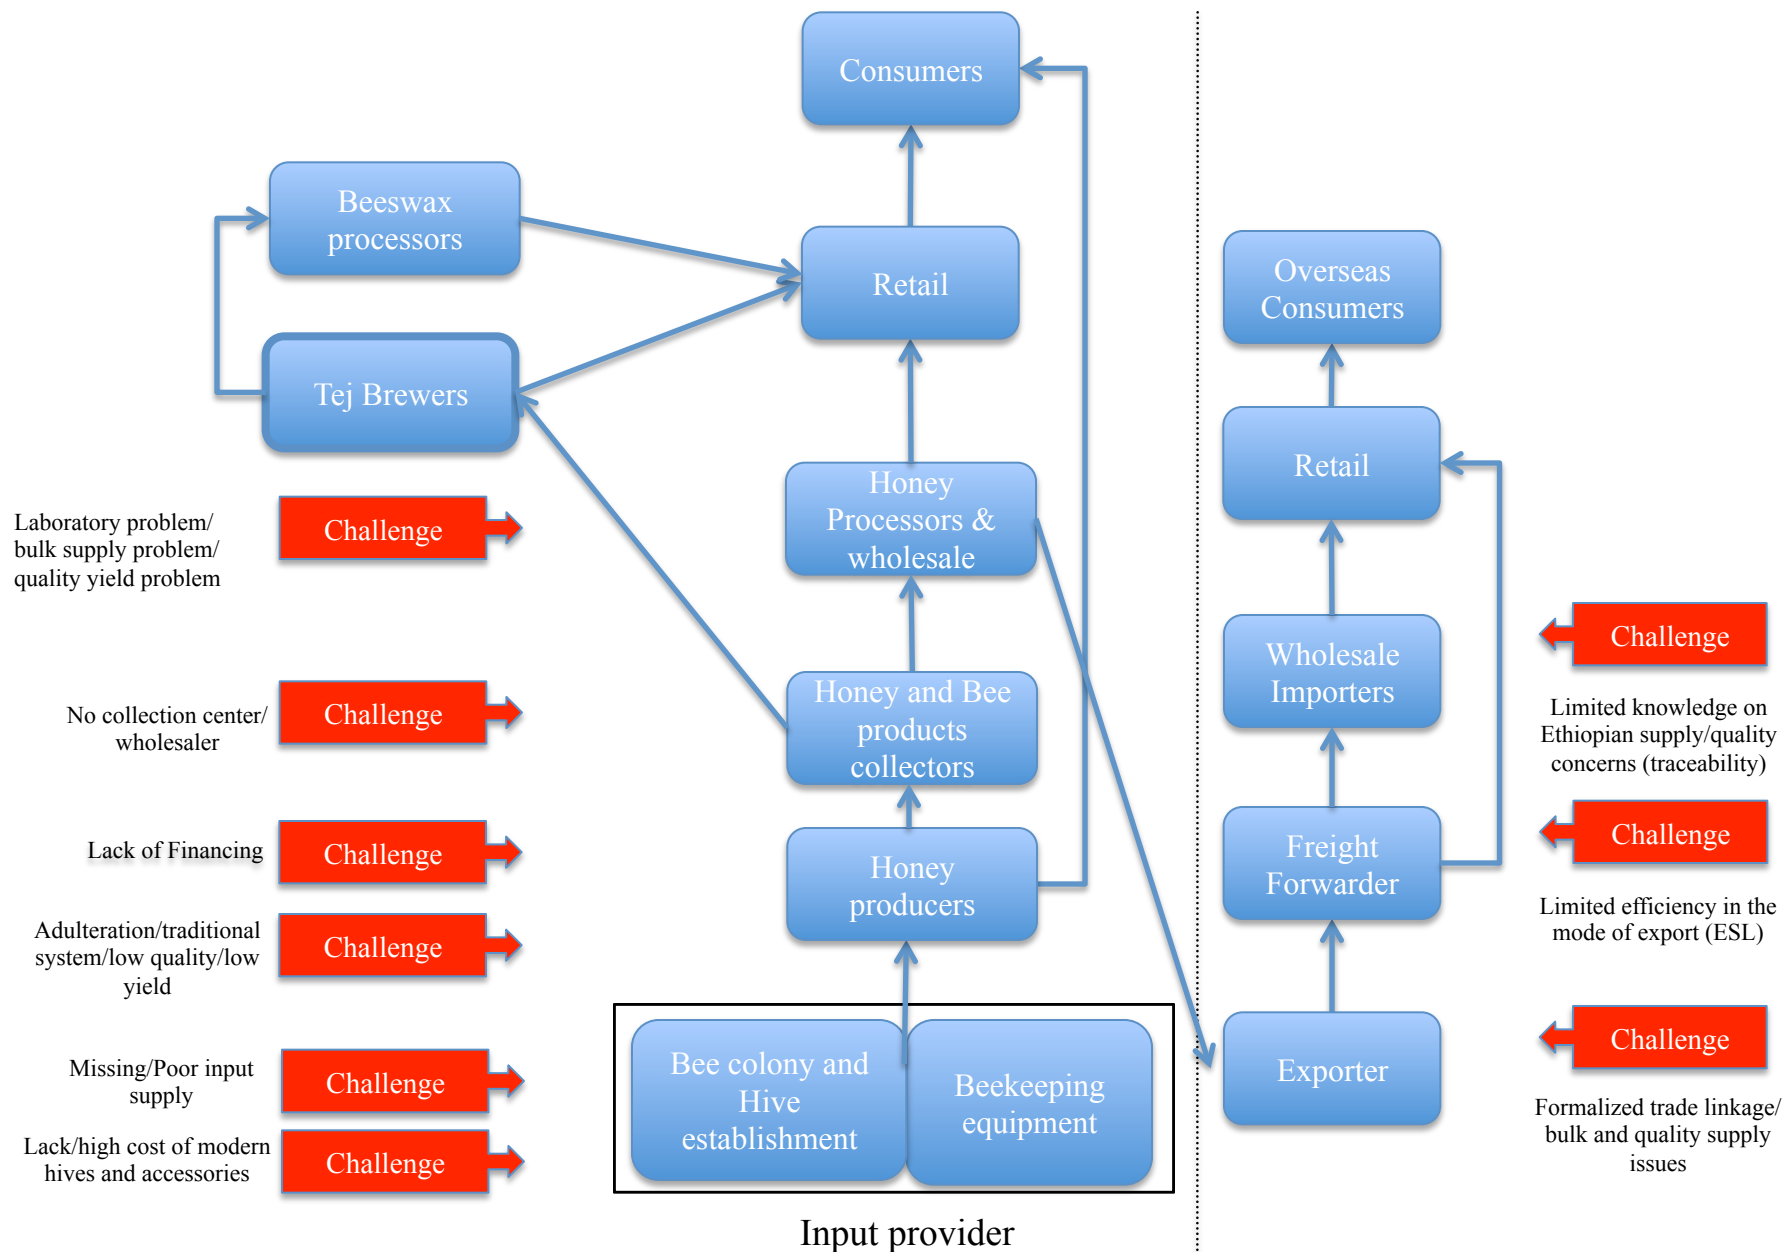 Consumers
Beeswax
processors
Retail
Overseas
Consumers
Tej Brewers
Retail
Honey
Processors &
wholesale
Laboratory problem/
bulk supply problem/
quality yield problem
Challenge
Wholesale
Importers
Challenge
Limited knowledge on
Ethiopian supply/quality
concerns (traceability)
No collection center/
wholesaler
Challenge
Honey and Bee
products
collectors
Lack of Financing
Challenge
Honey
producers
Freight
Forwarder
Challenge
Limited efficiency in the
mode of export (ESL)
Adulteration/traditional
system/low quality/low
yield
Challenge
Missing/Poor input
supply
Challenge
Bee colony and
Hive
establishment
Beekeeping
equipment
Exporter
Challenge
Formalized trade linkage/
bulk and quality supply
issues
Lack/high cost of modern
hives and accessories
Challenge
Input provider